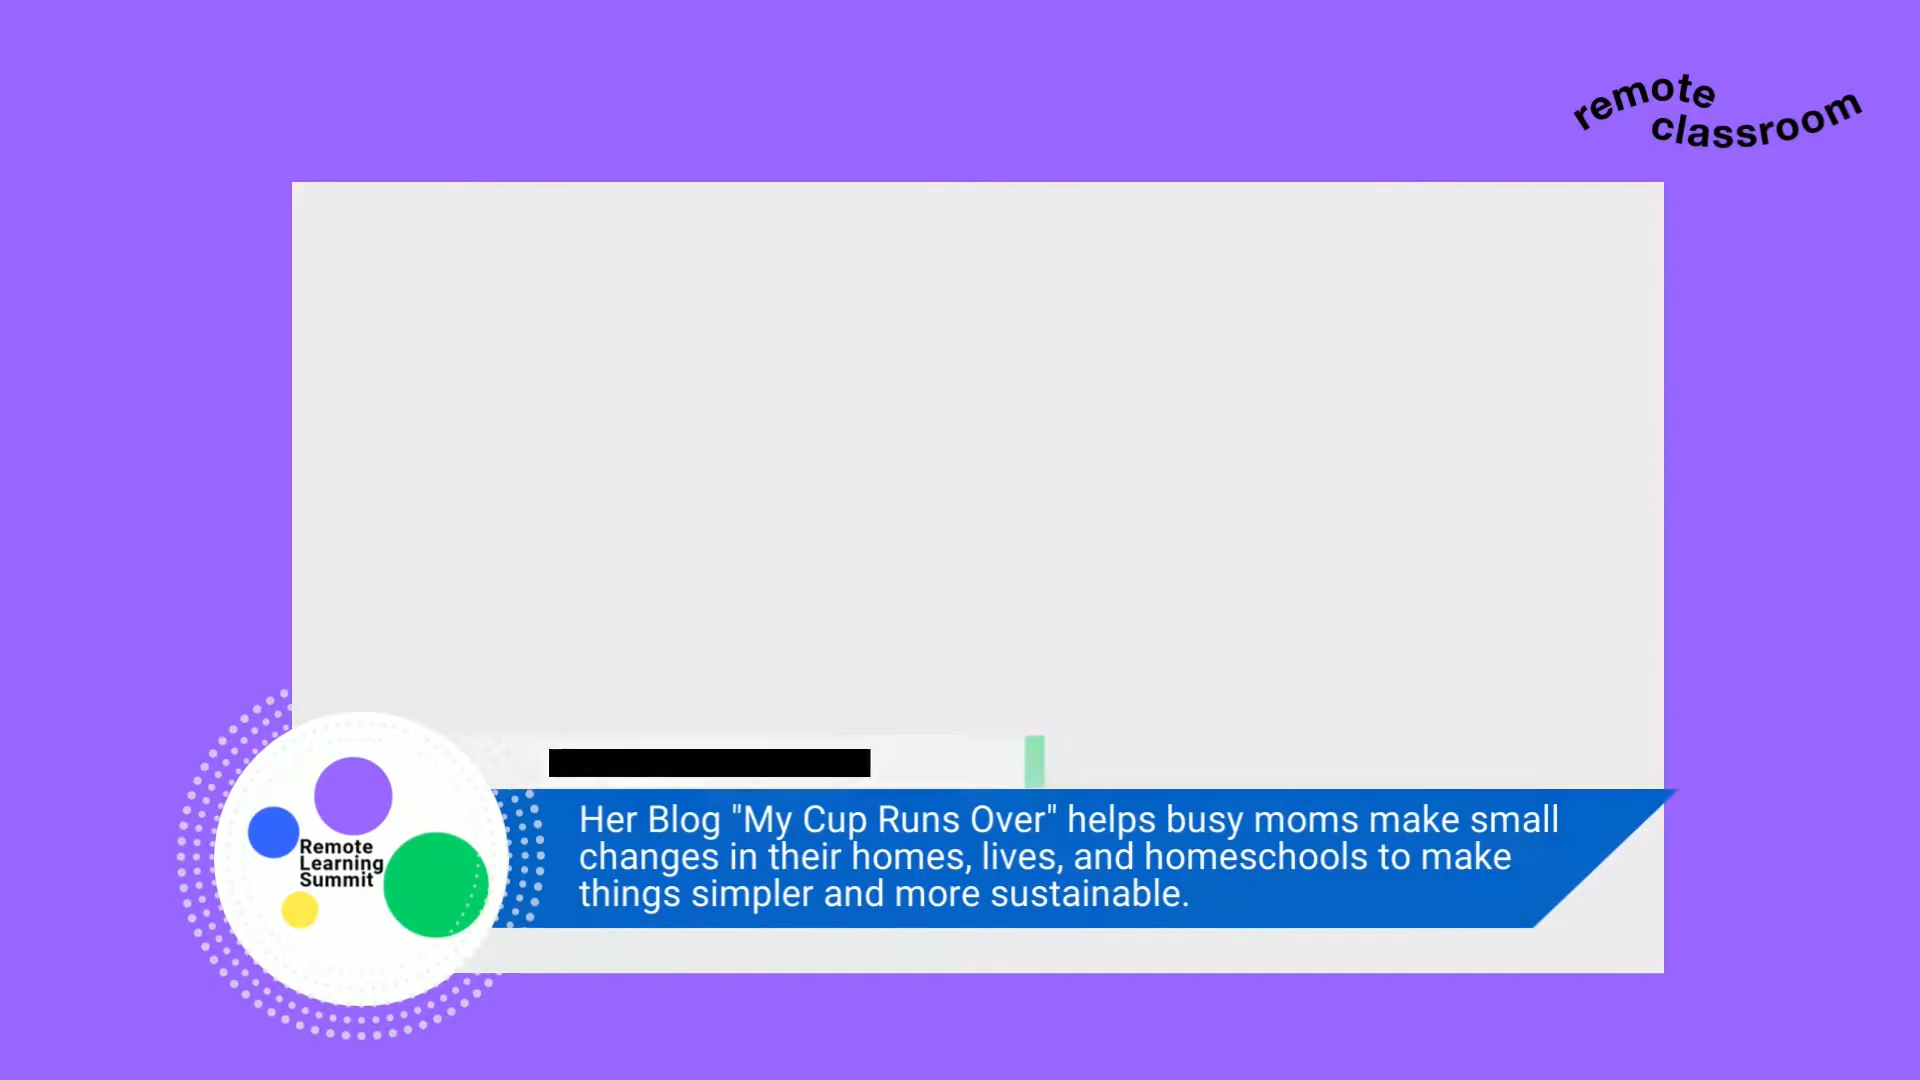 remote
classroom
Her Blog "My Cup Runs Over" helps busy moms make small
changes in their homes, lives, and homeschools to make
things simpler and more sustainable.
Remote
Learning
Summit